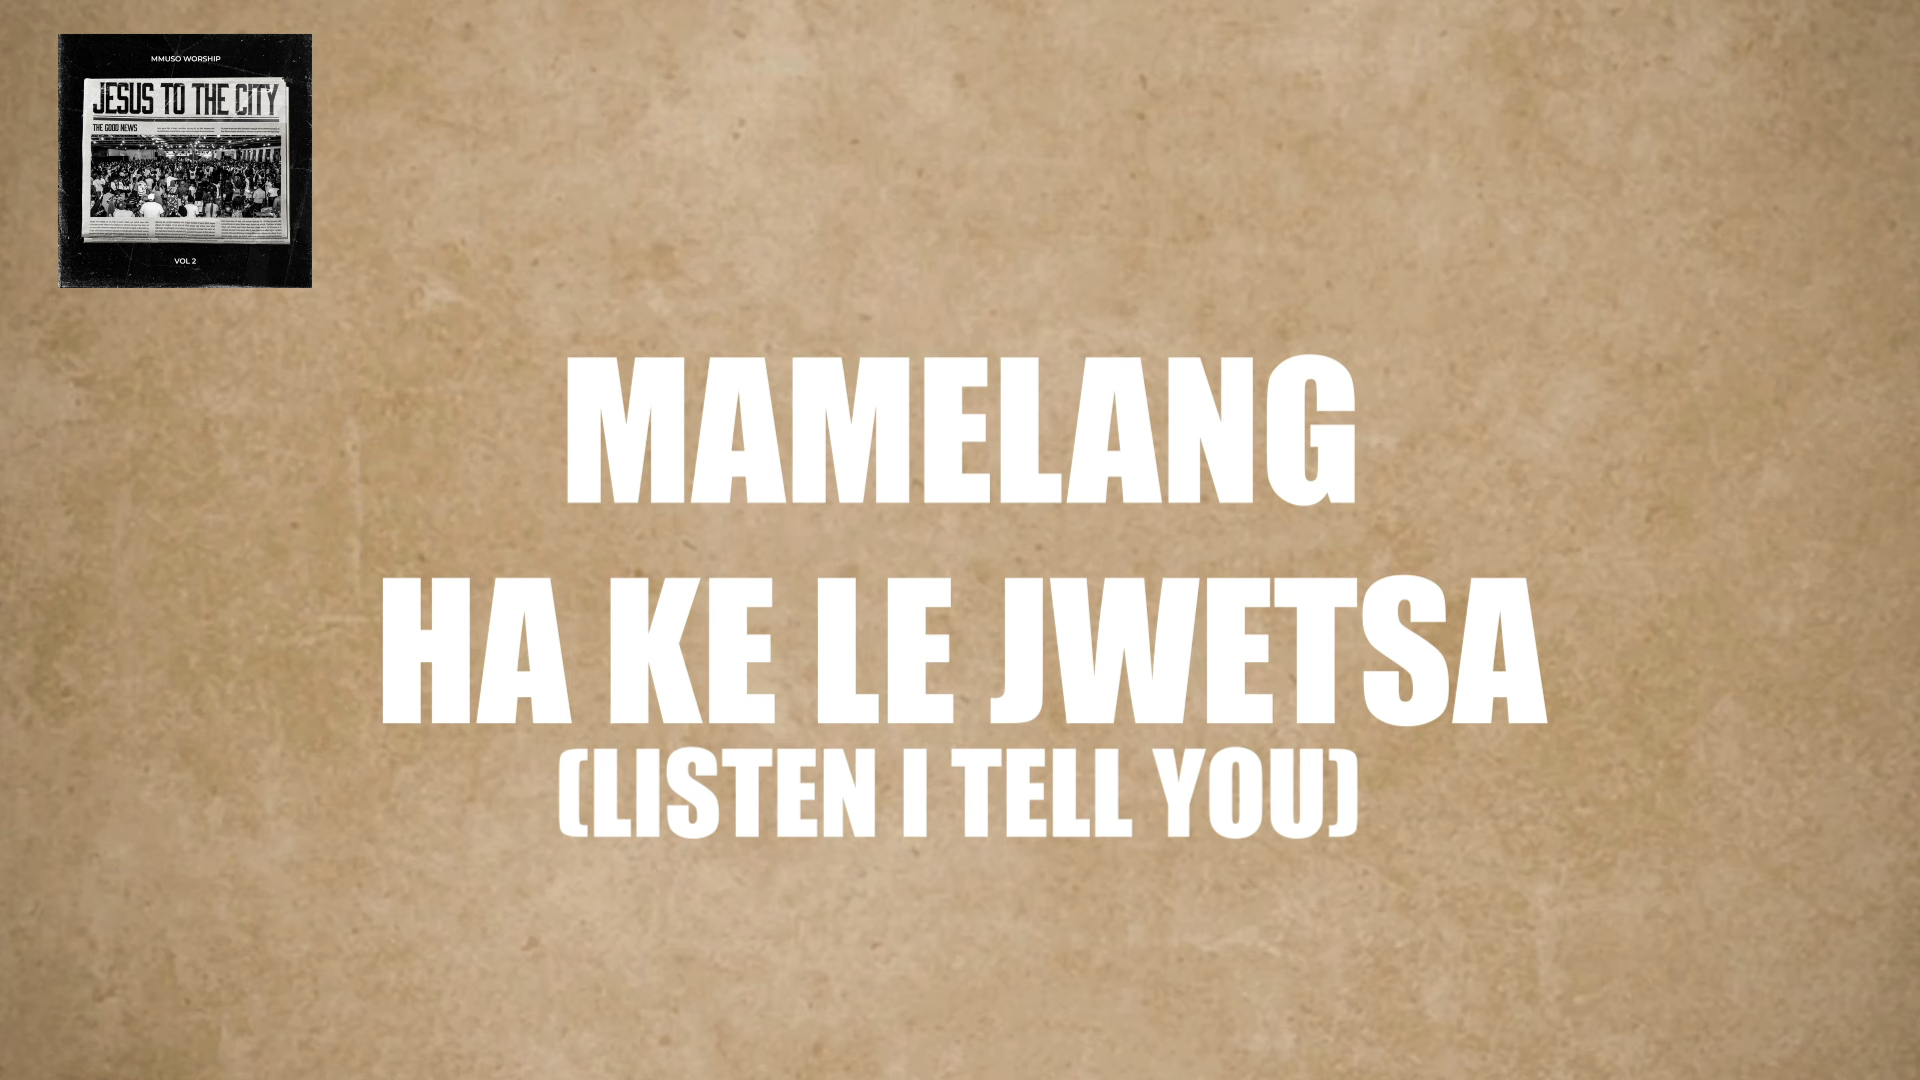 MMUSO WORSHIP
JESUS TO THE CITY
THE GOOD NEWS
VOL 2
MAMELANG
HA KE LE JWETSA
(LISTEN I TELL YOU)